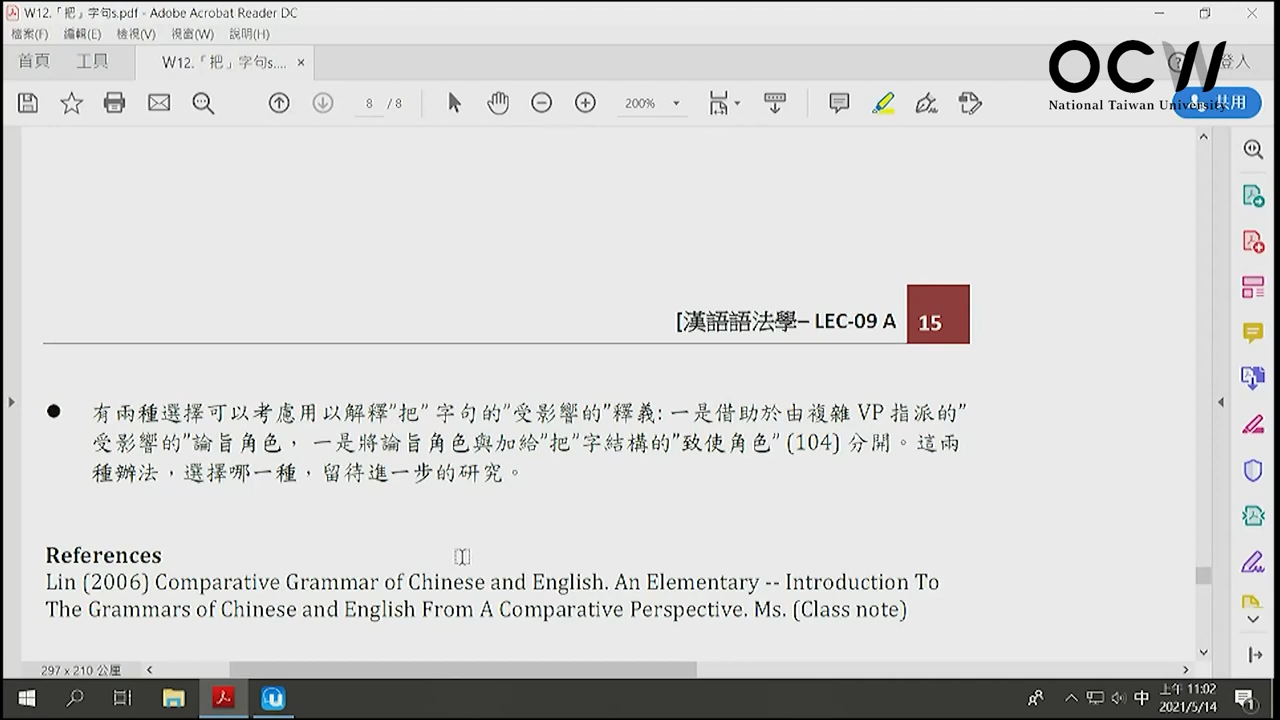 W12.「把」字句s.pdf - Adobe Acrobat Reader DC
檔案(F) 編輯(E) 檢視(V) 視窗(W) 說明(H)
首頁 工具 W12.「把」字句s.... × 登入
OCW
National Taiwan University
8 / 8 200% 共用
[漢語語法學– LEC-09 A 15
● 有兩種選擇可以考慮用以解釋”把” 字句的”受影響的”釋義: 一是借助於由複雜 VP 指派的”
受影響的”論旨角色， 一是將論旨角色與加給”把”字結構的”致使角色” (104) 分開。這兩
種辦法，選擇哪一種，留待進一步的研究。
References
Lin (2006) Comparative Grammar of Chinese and English. An Elementary -- Introduction To
The Grammars of Chinese and English From A Comparative Perspective. Ms. (Class note)
297 x 210 公厘
中 上午 11:02
2021/5/14 1